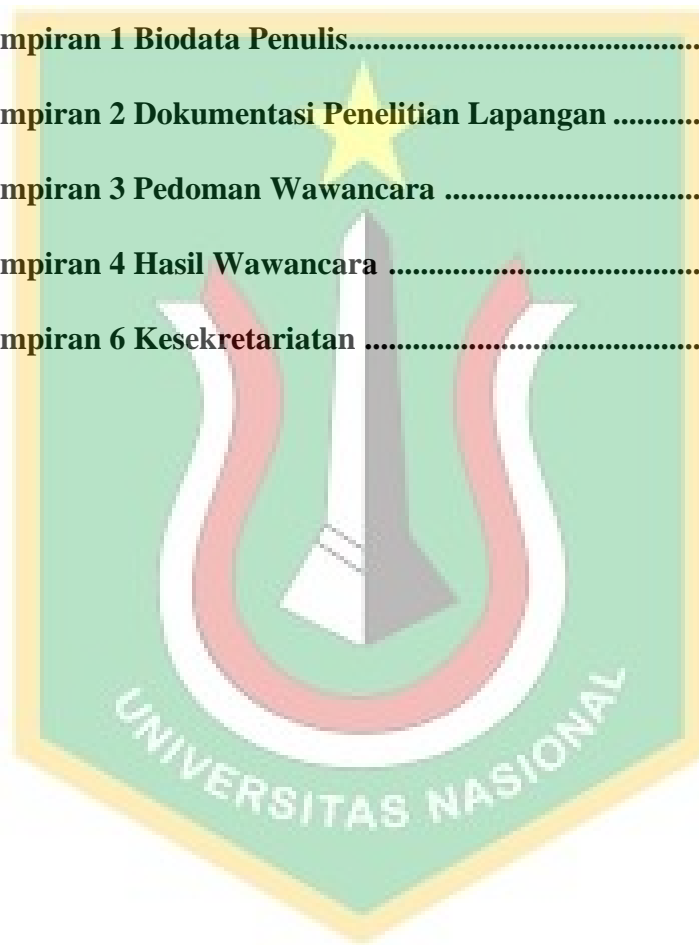 mpiran 1 Biodata Penulis..........................................
mpiran 2 Dokumentasi Penelitian Lapangan ...........
mpiran 3 Pedoman Wawancara ...............................
mpiran 4 Hasil Wawancara ......................................
mpiran 6 Kesekretariatan .........................................
UNIVERSITAS NASIONAL